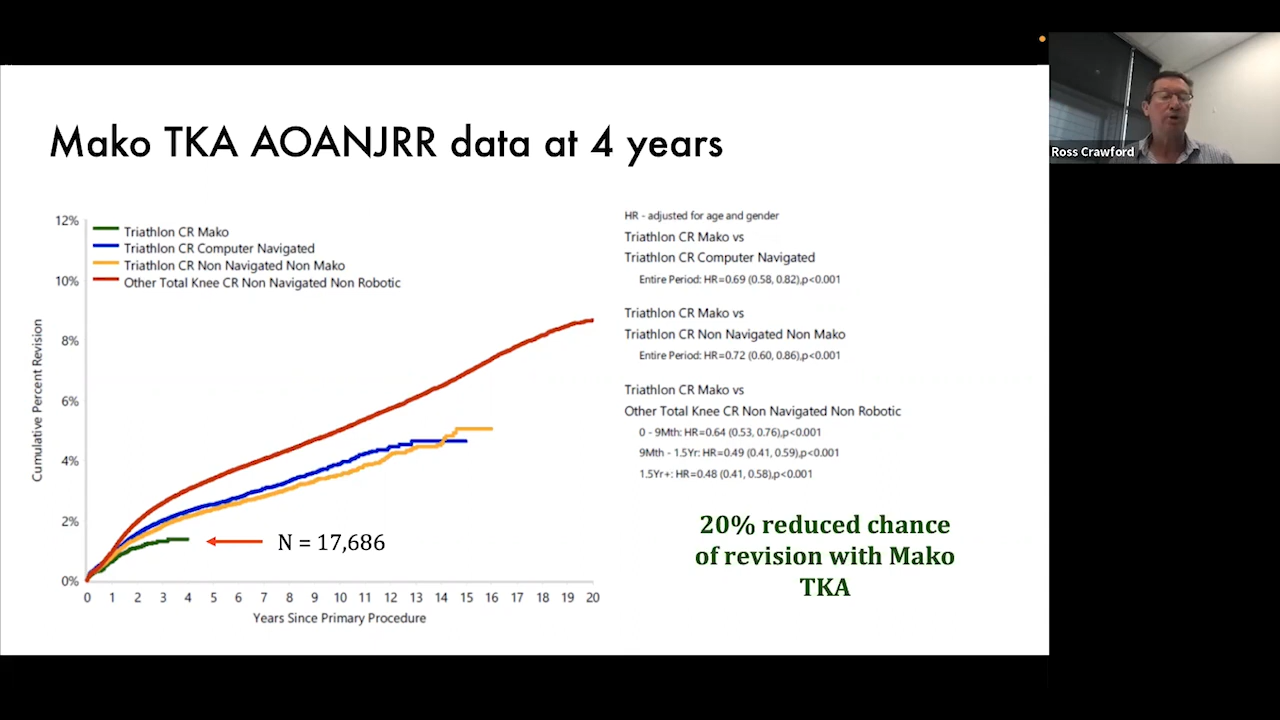 Mako TKA AOANJRR data at 4 years
Ross Crawford
12%
10%
8%
6%
4%
2%
0%
Cumulative Percent Revision
Triathlon CR Mako
Triathlon CR Computer Navigated
Triathlon CR Non Navigated Non Mako
Other Total Knee CR Non Navigated Non Robotic
N = 17,686
0 1 2 3 4 5 6 7 8 9 10 11 12 13 14 15 16 17 18 19 20
Years Since Primary Procedure
HR - adjusted for age and gender
Triathlon CR Mako vs
Triathlon CR Computer Navigated
Entire Period: HR=0.69 (0.58, 0.82),p<0.001
Triathlon CR Mako vs
Triathlon CR Non Navigated Non Mako
Entire Period: HR=0.72 (0.60, 0.86),p<0.001
Triathlon CR Mako vs
Other Total Knee CR Non Navigated Non Robotic
0 - 9Mth: HR=0.64 (0.53, 0.76),p<0.001
9Mth - 1.5Yr: HR=0.49 (0.41, 0.59),p<0.001
1.5Yr+: HR=0.48 (0.41, 0.58),p<0.001
20% reduced chance
of revision with Mako
TKA